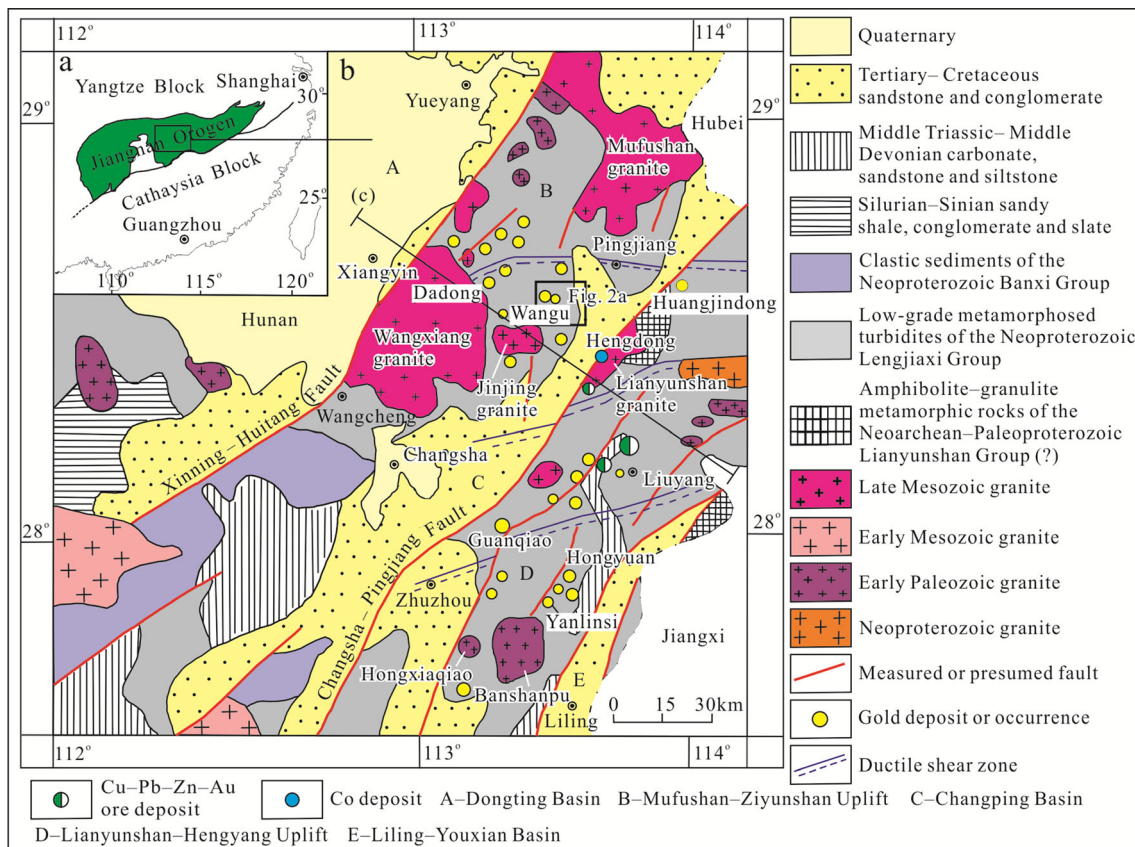 112°
113°
114°
a
Yangtze Block
Shanghai
30°
Jiangnan Orogen
Cathaysia Block
25°
Guangzhou
110°
115°
120°
b
Yueyang
29°
29°
Hubei
A
Mufushan
granite
B
(c)
Xiangyin
Pingjiang
Dadong
Fig. 2a
Wangu
Huangjindong
Hunan
Wangxiang
granite
Hengdong
Jinjing
granite
Lianyunshan
granite
Wangcheng
Xinning–Huitang Fault
Changsha
C
Liuyang
28°
28°
Guanqiao
Changsha–Pingjiang Fault
D
Hongyuan
Zhuzhou
Yanlinsi
Jiangxi
Hongxiaqiao
Banshanpu
E
Liling
0 15 30km
112°
113°
114°
Quaternary
Tertiary–Cretaceous
sandstone and conglomerate
Middle Triassic–Middle
Devonian carbonate,
sandstone and siltstone
Silurian–Sinian sandy
shale, conglomerate and slate
Clastic sediments of the
Neoproterozoic Banxi Group
Low-grade metamorphosed
turbidites of the Neoproterozoic
Lengjiaxi Group
Amphibolite–granulite
metamorphic rocks of the
Neoarchean–Paleoproterozoic
Lianyunshan Group (?)
Late Mesozoic granite
Early Mesozoic granite
Early Paleozoic granite
Neoproterozoic granite
Measured or presumed fault
Gold deposit or occurrence
Ductile shear zone
Cu–Pb–Zn–Au
ore deposit
Co deposit A–Dongting Basin B–Mufushan–Ziyunshan Uplift C–Changping Basin
D–Lianyunshan–Hengyang Uplift E–Liling–Youxian Basin